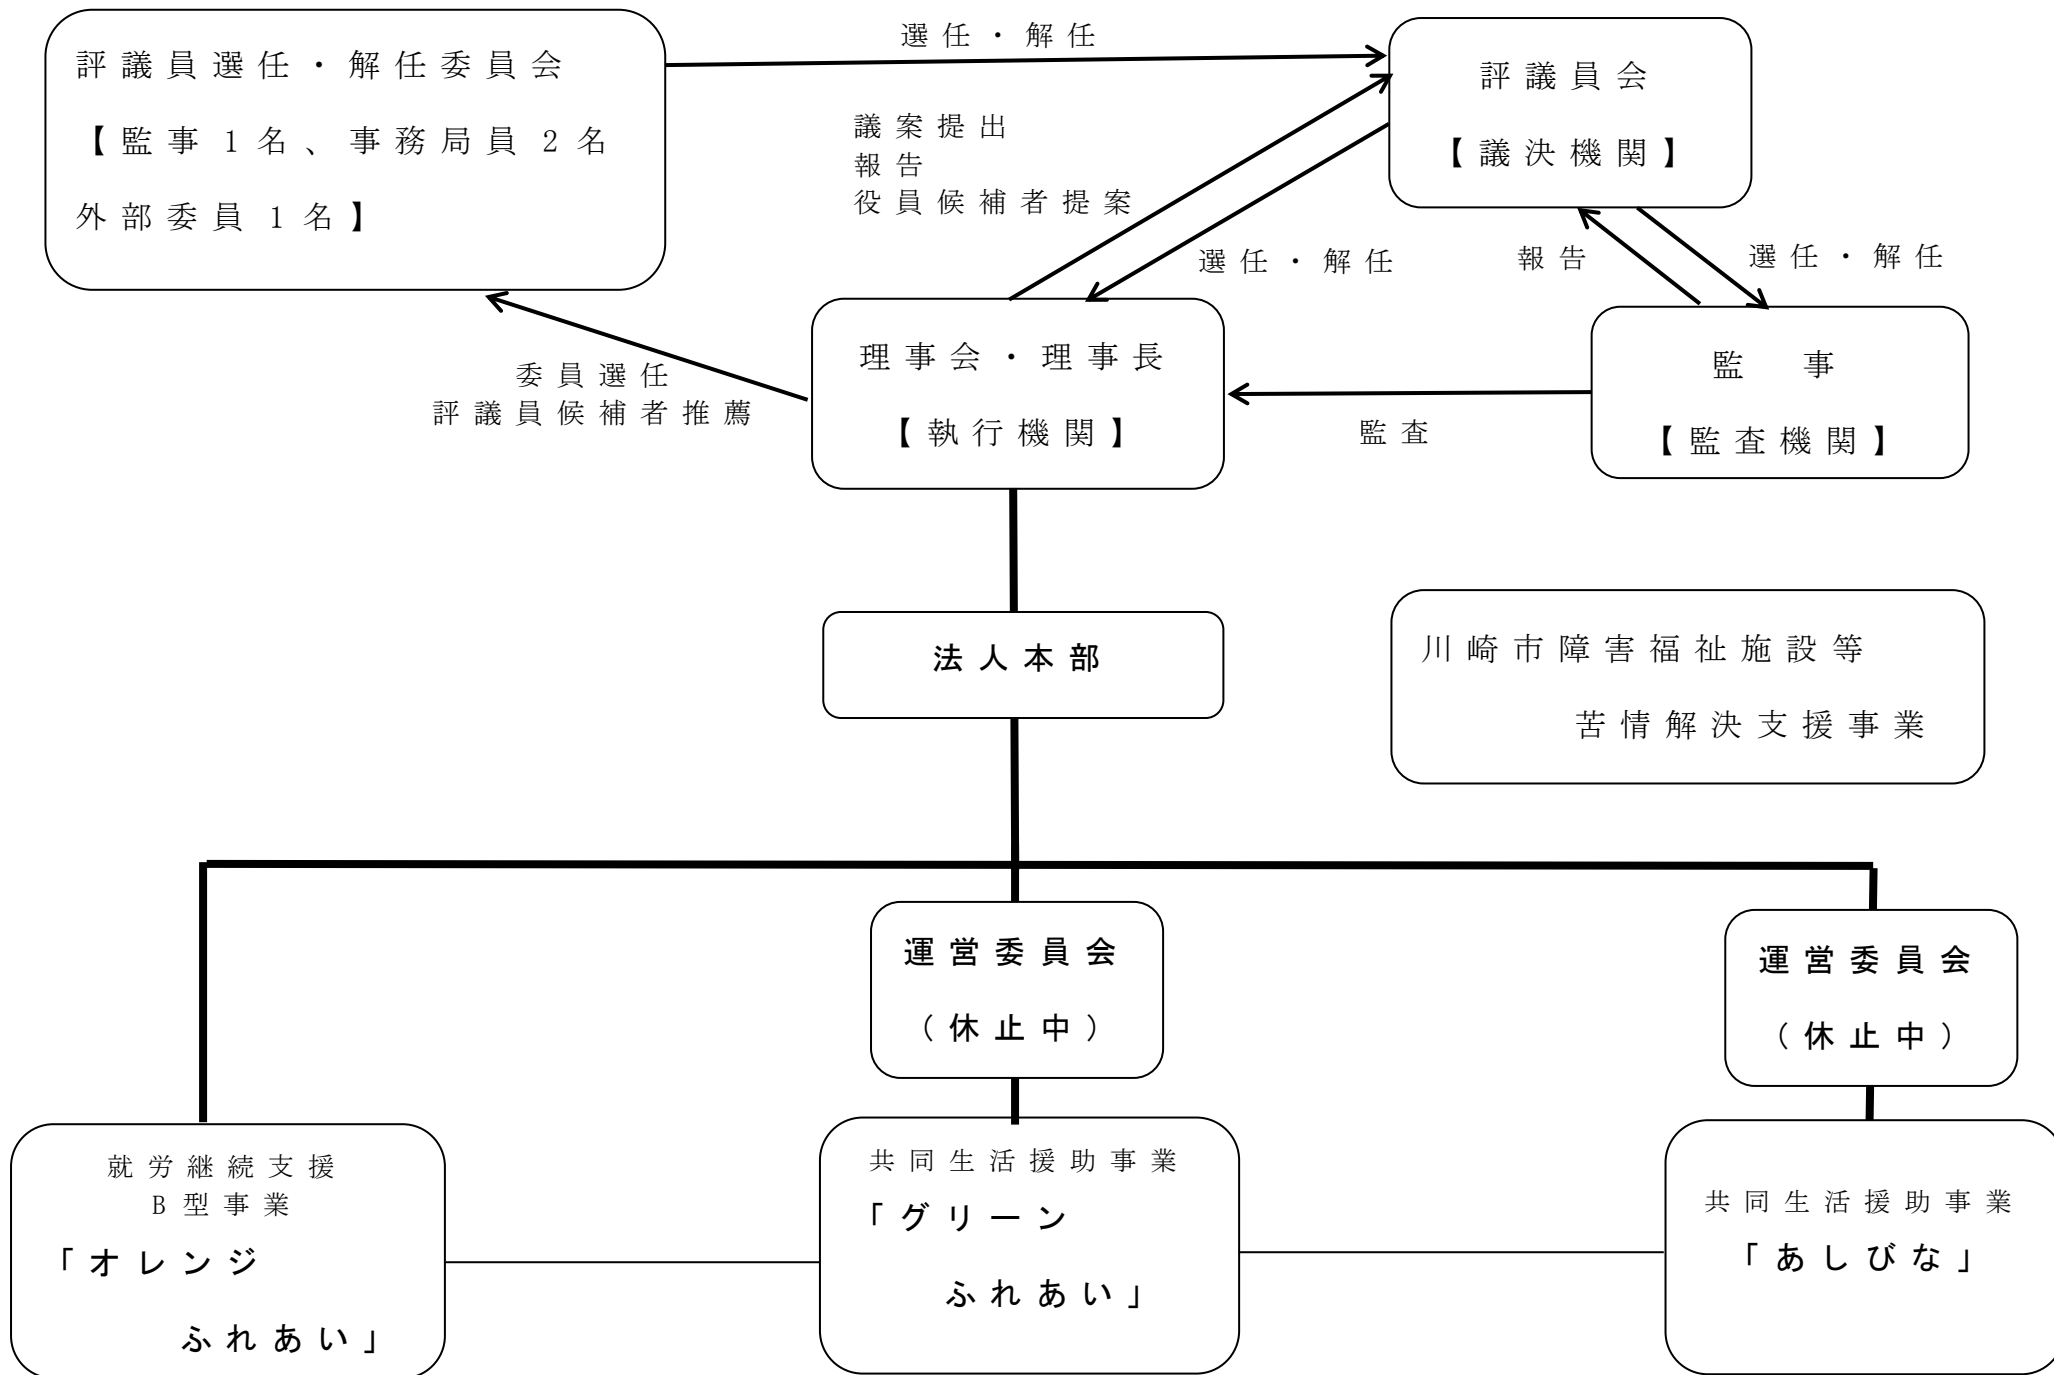 評議員選任・解任委員会
【監事1名、事務局員2名
外部委員1名】
選任・解任
評議員会
【議決機関】
議案提出
報告
役員候補者提案
選任・解任
報告
選任・解任
委員選任
評議員候補者推薦
理事会・理事長
【執行機関】
監査
監　事
【監査機関】
法人本部
川崎市障害福祉施設等
苦情解決支援事業
運営委員会
（休止中）
運営委員会
（休止中）
就労継続支援
B型事業
「オレンジ
ふれあい」
共同生活援助事業
「グリーン
ふれあい」
共同生活援助事業
「あしびな」